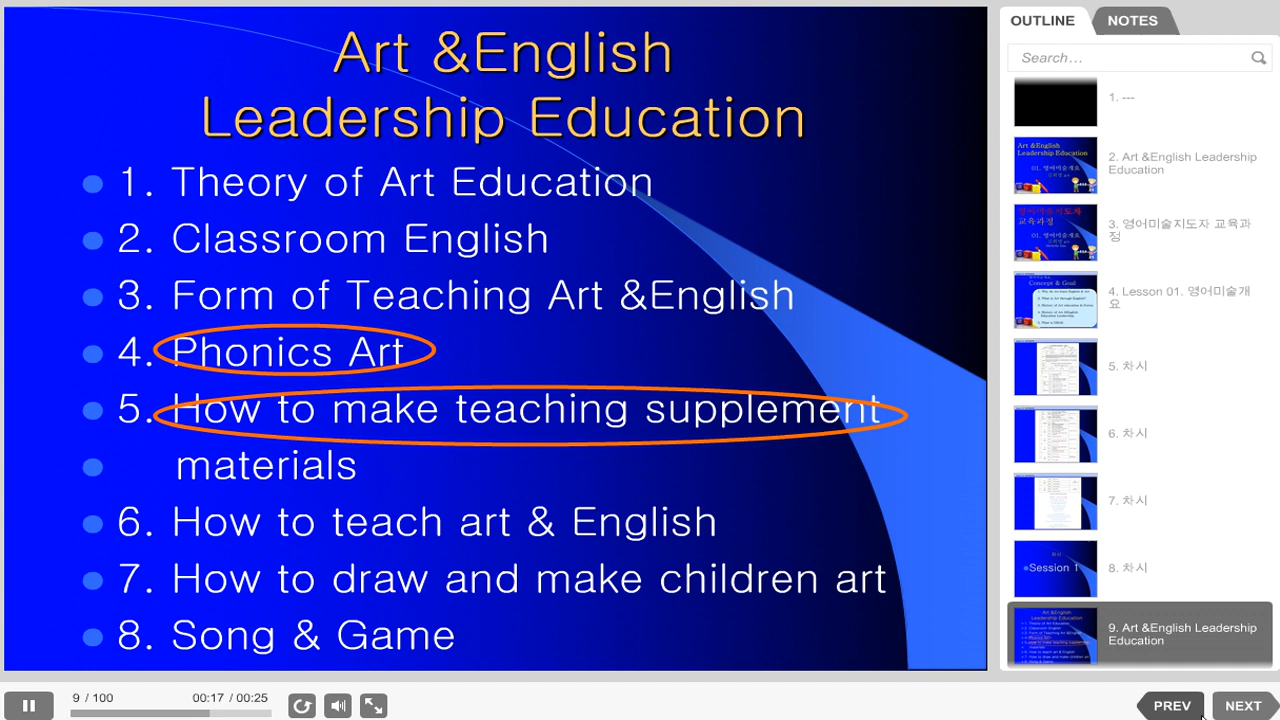 Art &English
Leadership Education
1. Theory of Art Education
2. Classroom English
3. Form of Teaching Art &English
4. Phonics Art
5. How to make teaching supplement
materials
6. How to teach art & English
7. How to draw and make children art
8. Song & Game
OUTLINE
NOTES
Search...
1. ---
2. Art &English Leadership
Education
3. 영어미술지도자 교육과
정
4. Lesson 01. 영어미술개
요
5. 차시
6. 차시
7. 차시
Session 1
8. 차시
9. Art &English Leadership
Education
9 / 100
00:17 / 00:25
PREV
NEXT